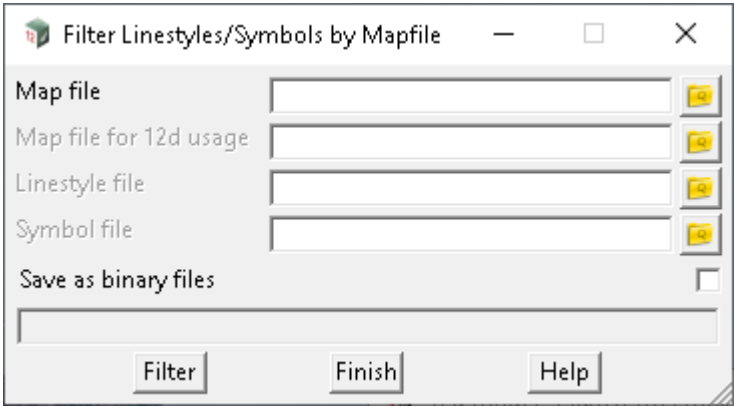 Filter Linestyles/Symbols by Mapfile
Map file
Map file for 12d usage
Linestyle file
Symbol file
Save as binary files
Filter Finish Help